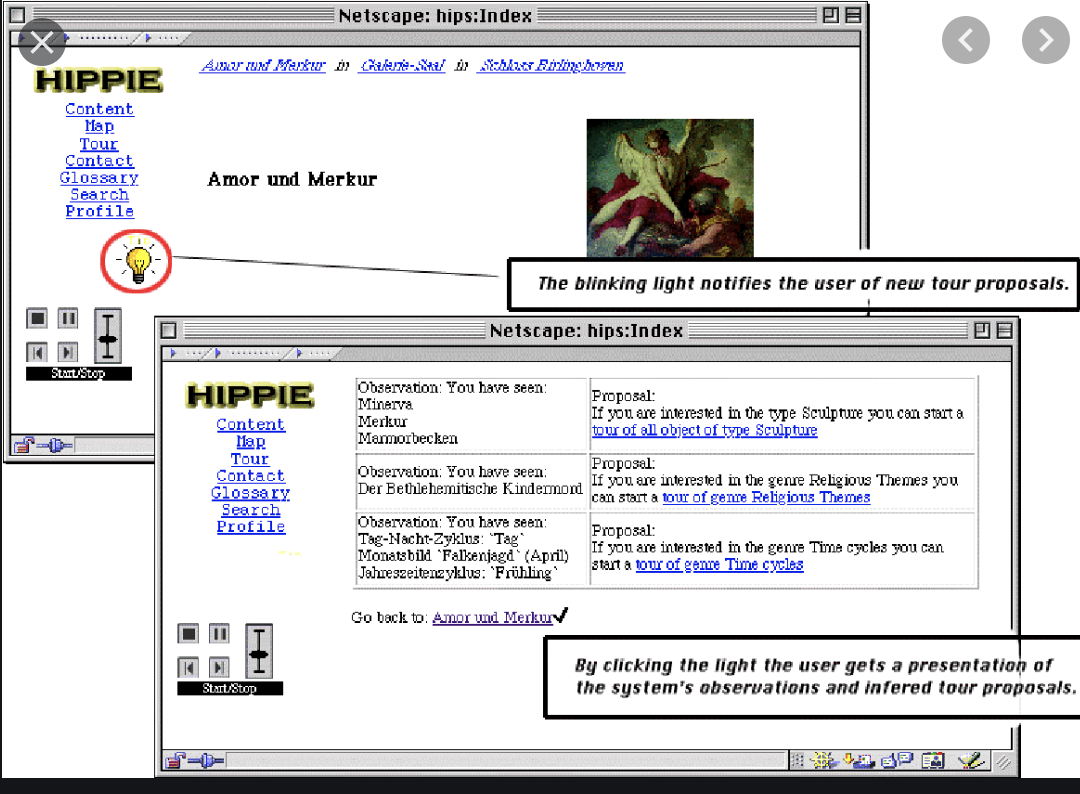 Netscape: hips:Index
Amor und Merkur in Galerie-Saal in Schloss Birlinghoven
HIPPIE
Content
Map
Tour
Contact
Glossary
Search
Profile
Amor und Merkur
The blinking light notifies the user of new tour proposals.
Start/Stop
Netscape: hips:Index
HIPPIE
Content
Map
Tour
Contact
Glossary
Search
Profile
Start/Stop
Observation: You have seen:
Minerva
Merkur
Marmorbecken
Proposal:
If you are interested in the type Sculpture you can start a
tour of all object of type Sculpture
Observation: You have seen:
Der Bethlehemitische Kindermord
Proposal:
If you are interested in the genre Religious Themes you
can start a tour of genre Religious Themes
Observation: You have seen:
Tag-Nacht-Zyklus: `Tag`
Monatsbild `Falkenjagd` (April)
Jahreszeitenzyklus: `Frühling`
Proposal:
If you are interested in the genre Time cycles you can
start a tour of genre Time cycles
Go back to: Amor und Merkur
By clicking the light the user gets a presentation of
the system's observations and infered tour proposals.